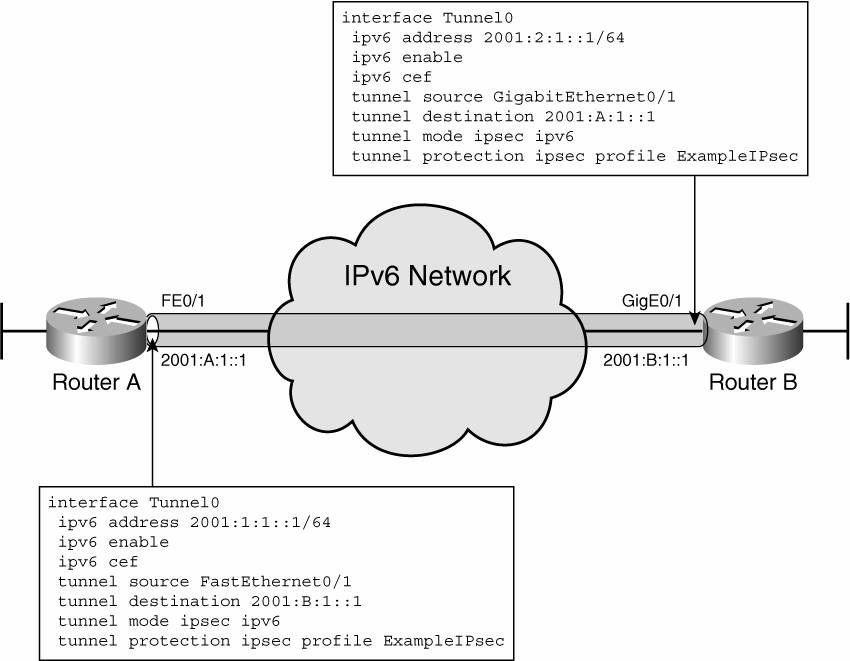 interface Tunnel0
ipv6 address 2001:2:1::1/64
ipv6 enable
ipv6 cef
tunnel source GigabitEthernet0/1
tunnel destination 2001:A:1::1
tunnel mode ipsec ipv6
tunnel protection ipsec profile ExampleIPsec
IPv6 Network
FE0/1
GigE0/1
2001:A:1::1
2001:B:1::1
Router A
Router B
interface Tunnel0
ipv6 address 2001:1:1::1/64
ipv6 enable
ipv6 cef
tunnel source FastEthernet0/1
tunnel destination 2001:B:1::1
tunnel mode ipsec ipv6
tunnel protection ipsec profile ExampleIPsec